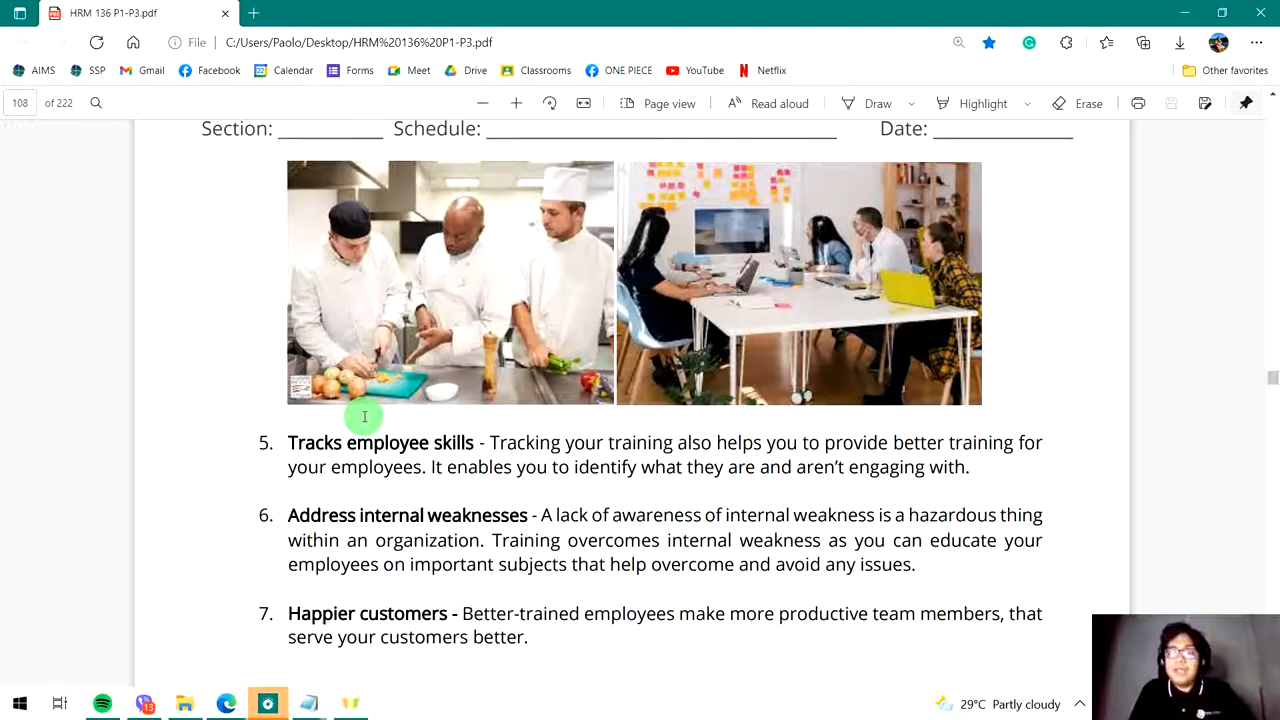 HRM 136 P1-P3.pdf
File C:/Users/Paolo/Desktop/HRM%20136%20P1-P3.pdf
AIMS SSP Gmail Facebook Calendar Forms Meet Drive Classrooms ONE PIECE YouTube Netflix Other favorites
108 of 222 Page view Read aloud Draw Highlight Erase
Section: __________ Schedule: __________________________________ Date: _____________
5. Tracks employee skills - Tracking your training also helps you to provide better training for
your employees. It enables you to identify what they are and aren't engaging with.
6. Address internal weaknesses - A lack of awareness of internal weakness is a hazardous thing
within an organization. Training overcomes internal weakness as you can educate your
employees on important subjects that help overcome and avoid any issues.
7. Happier customers - Better-trained employees make more productive team members, that
serve your customers better.
13 29°C Partly cloudy